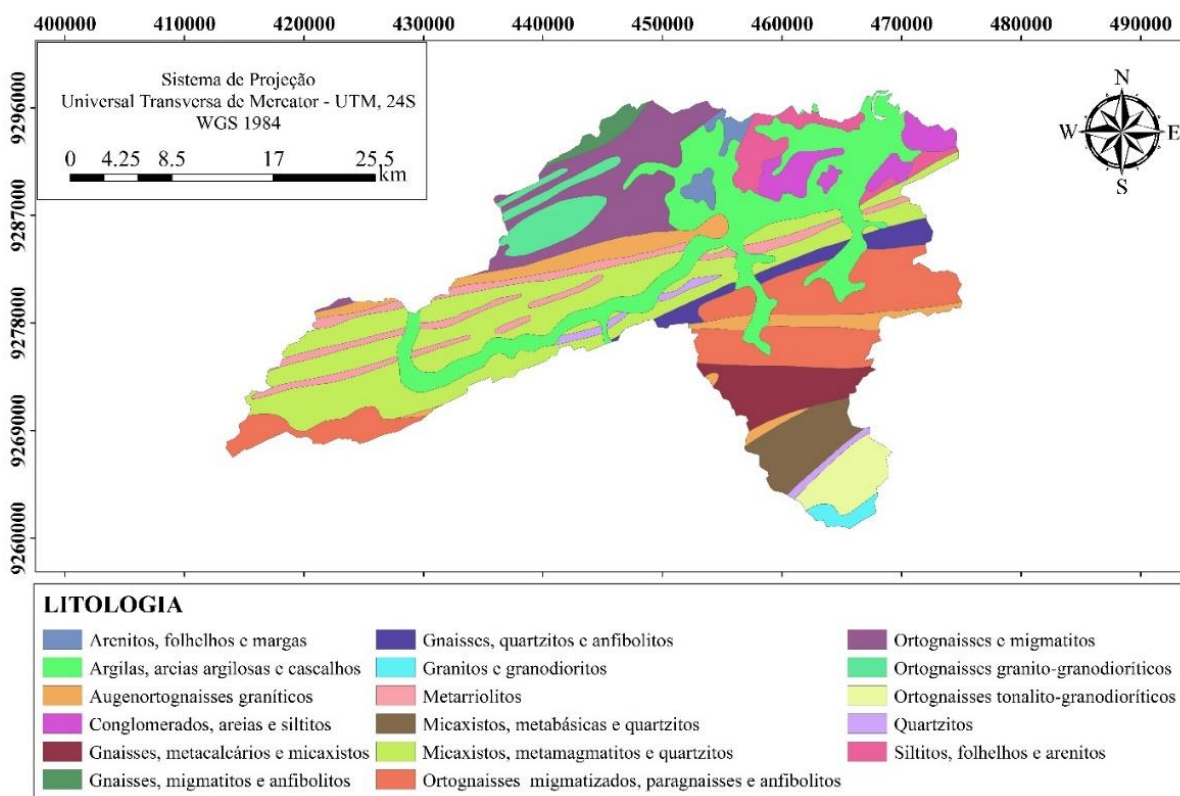 400000 410000 420000 430000 440000 450000 460000 470000 480000 490000
Sistema de Projeção
Universal Transversa de Mercator - UTM, 24S
WGS 1984
0 4.25 8.5 17 25.5
km
N
W E
S
9296000
9287000
9278000
9269000
9260000
LITOLOGIA
Arenitos, folhelhos e margas
Argilas, areias argilosas e cascalhos
Augenortognaisses graníticos
Conglomerados, areias e siltitos
Gnaisses, metacalcários e micaxistos
Gnaisses, migmatitos e anfibolitos
Gnaisses, quartzitos e anfibolitos
Granitos e granodioritos
Metarriolitos
Micaxistos, metabásicas e quartzitos
Micaxistos, metamagmatitos e quartzitos
Ortognaisses migmatizados, paragnaisses e anfibolitos
Ortognaisses e migmatitos
Ortognaisses granito-granodioríticos
Ortognaisses tonalito-granodioríticos
Quartzitos
Siltitos, folhelhos e arenitos